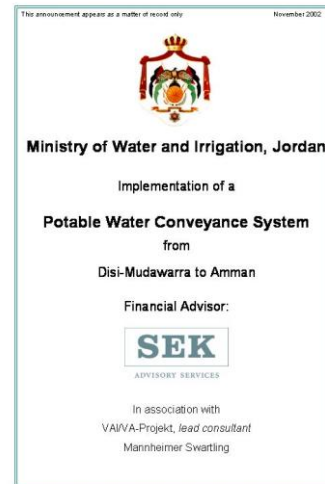 This announcement appears as a matter of record only November 2002
Ministry of Water and Irrigation, Jordan
Implementation of a
Potable Water Conveyance System
from
Disi-Mudawarra to Amman
Financial Advisor:
SEK
ADVISORY SERVICES
In association with
VAI/VA-Projekt, lead consultant
Mannheimer Swartling